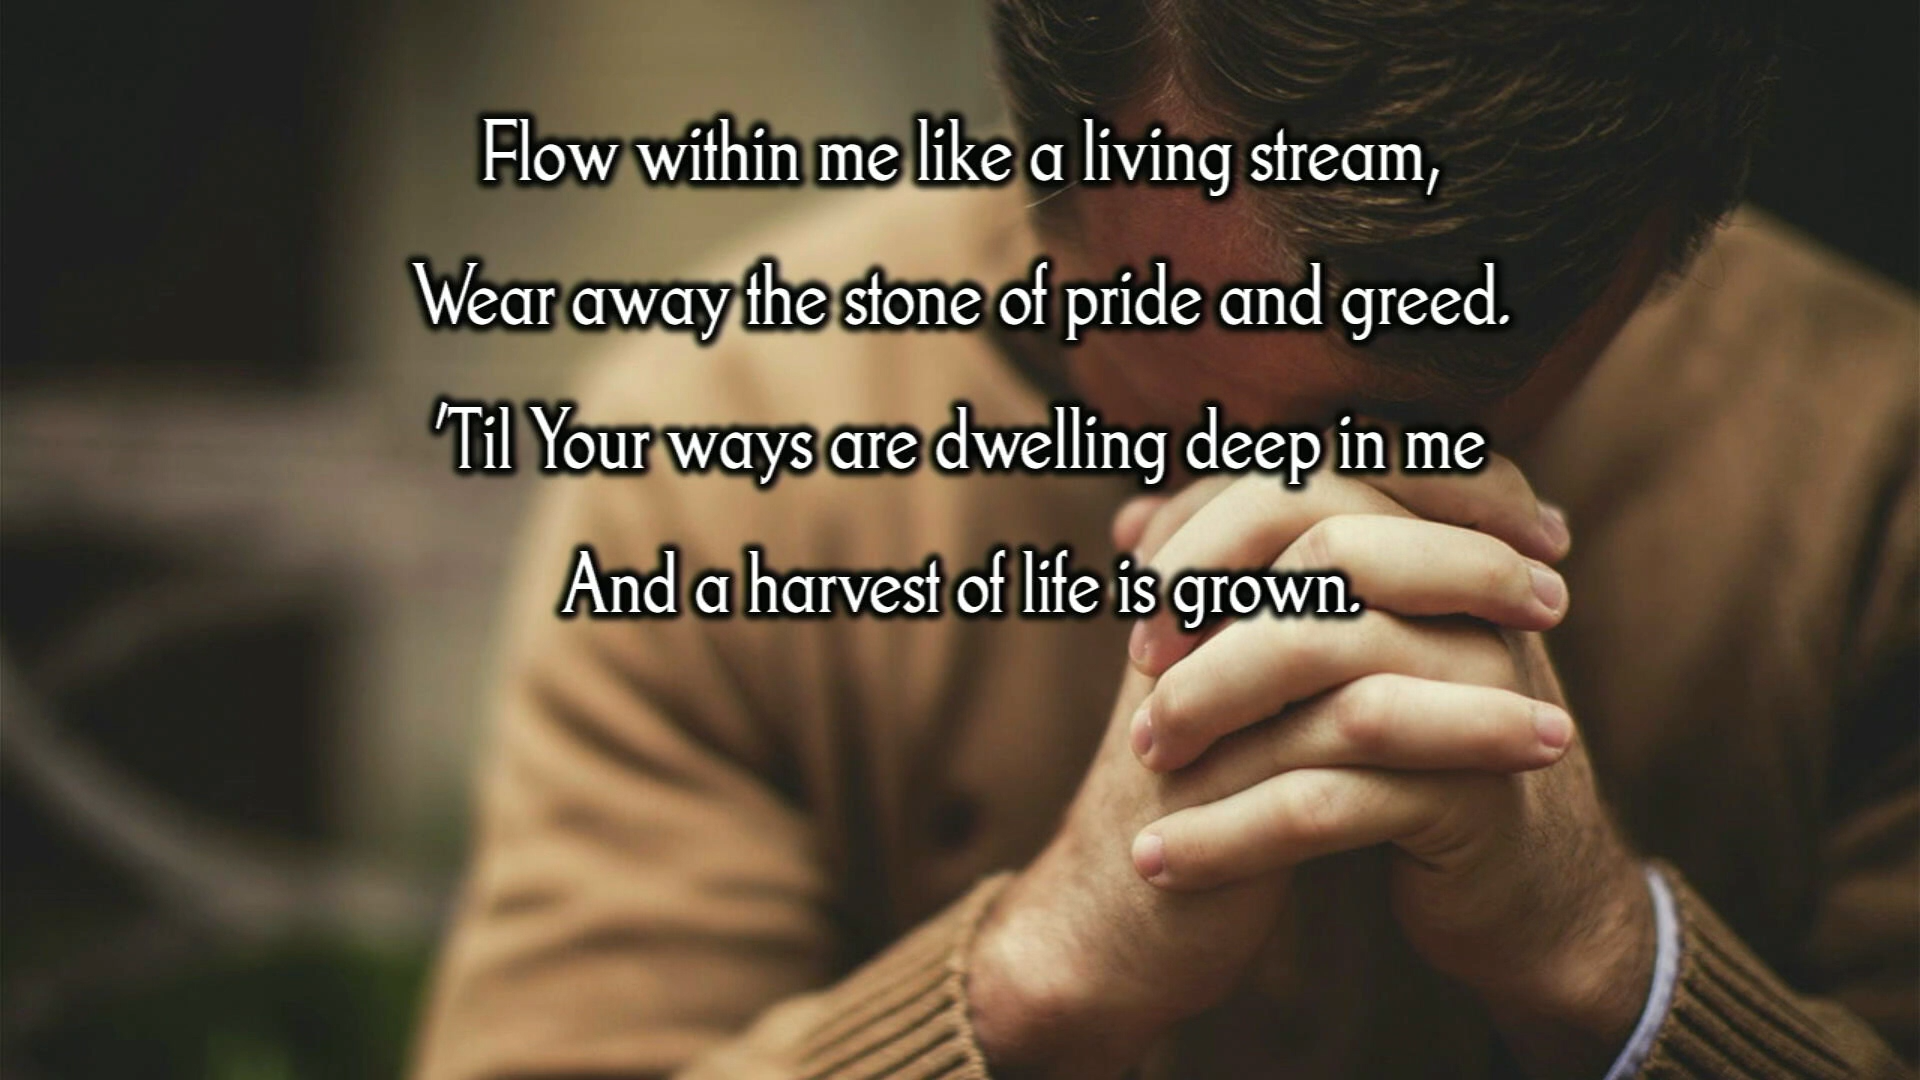 Flow within me like a living stream,
Wear away the stone of pride and greed.
'Til Your ways are dwelling deep in me
And a harvest of life is grown.